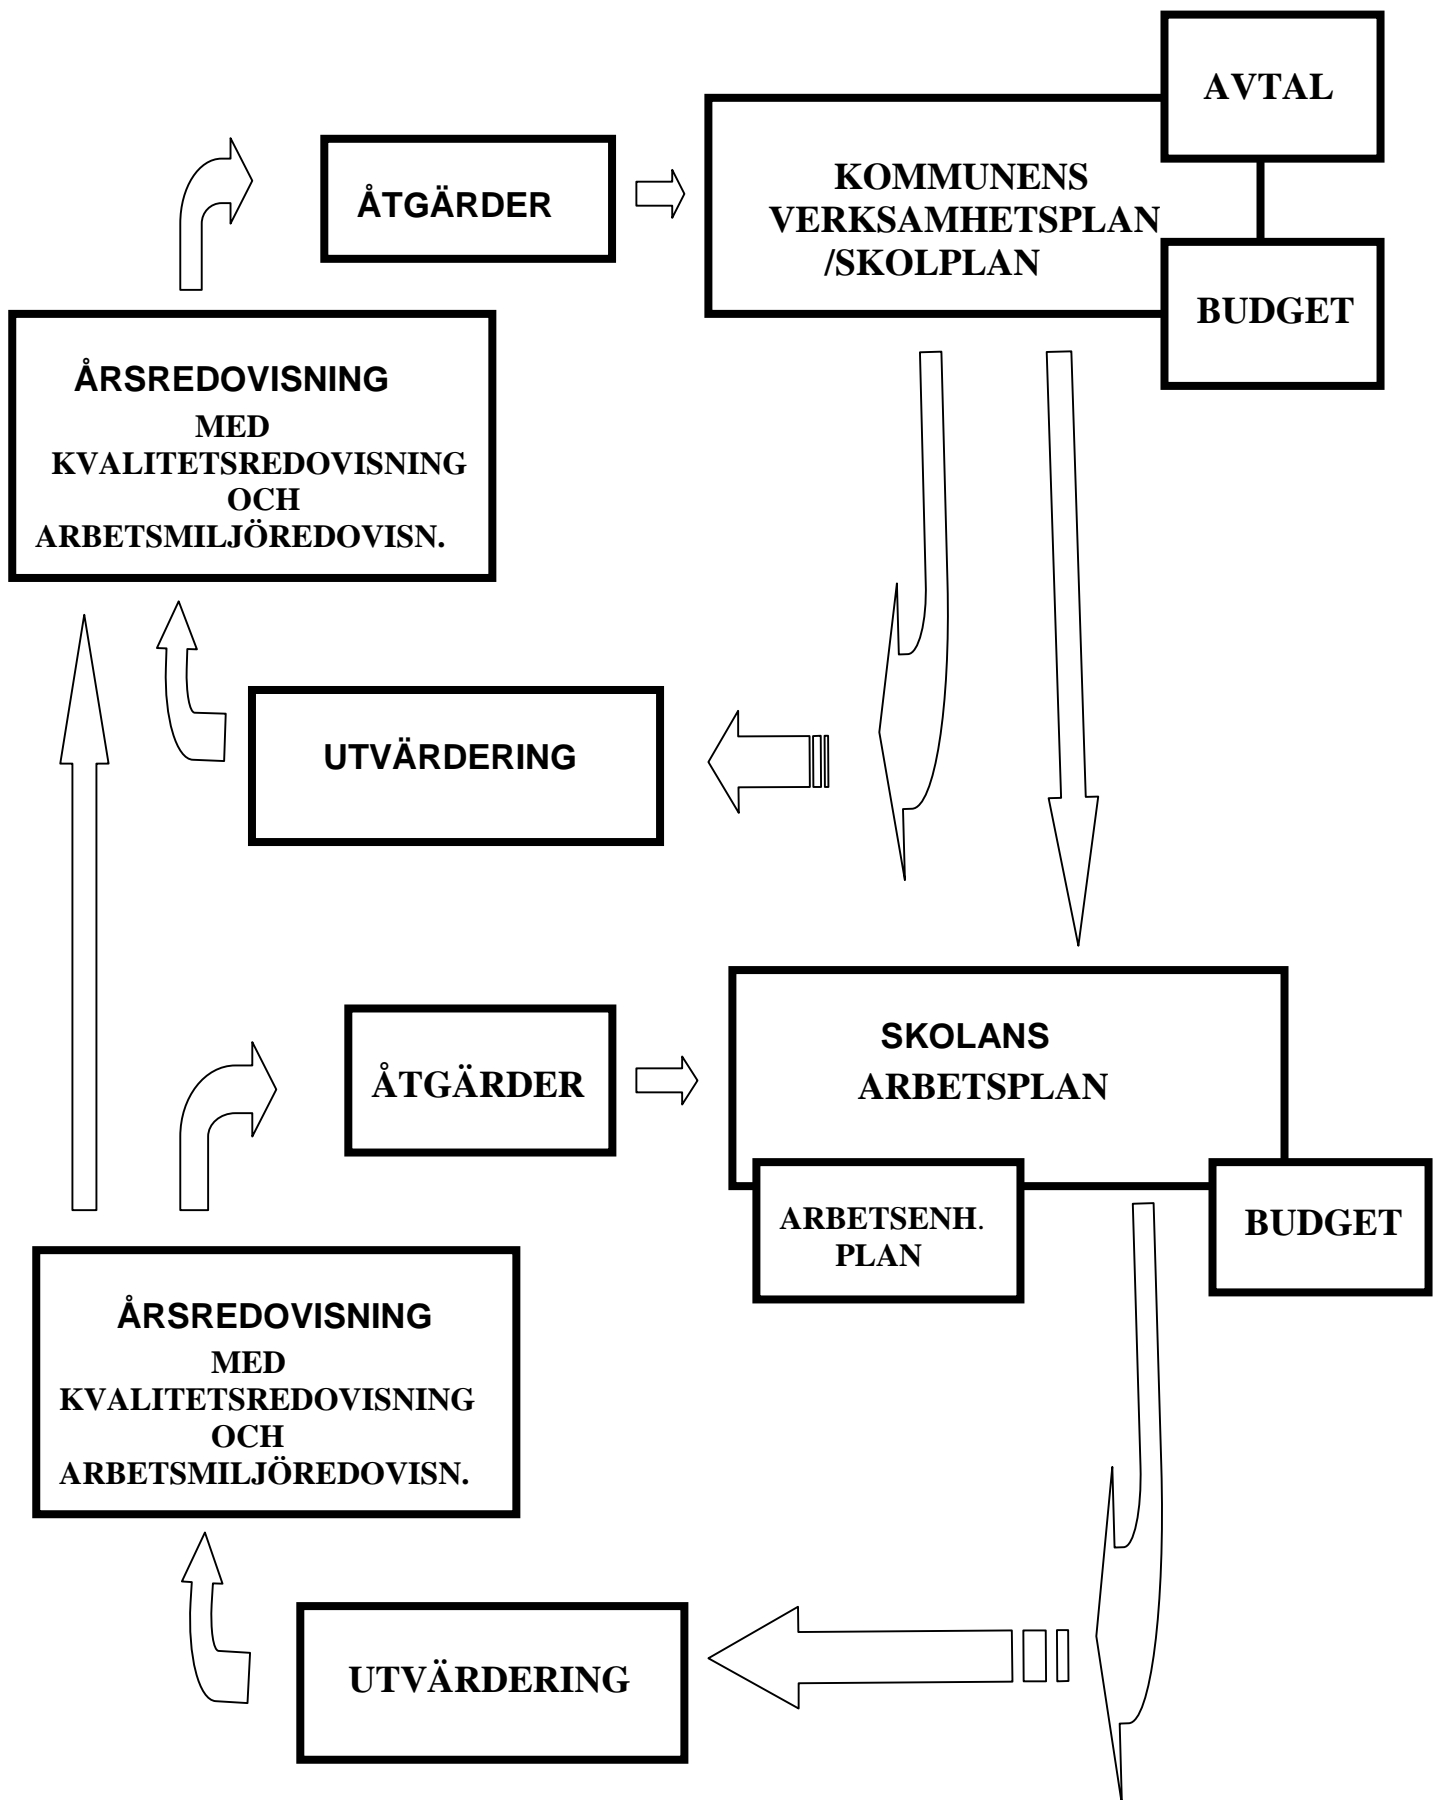 AVTAL
KOMMUNENS
VERKSAMHETSPLAN
/SKOLPLAN
BUDGET
ÅTGÄRDER
ÅRSREDOVISNING
MED
KVALITETSREDOVISNING
OCH
ARBETSMILJÖREDOVISN.
UTVÄRDERING
ÅTGÄRDER
SKOLANS
ARBETSPLAN
ARBETSENH.
PLAN
BUDGET
ÅRSREDOVISNING
MED
KVALITETSREDOVISNING
OCH
ARBETSMILJÖREDOVISN.
UTVÄRDERING